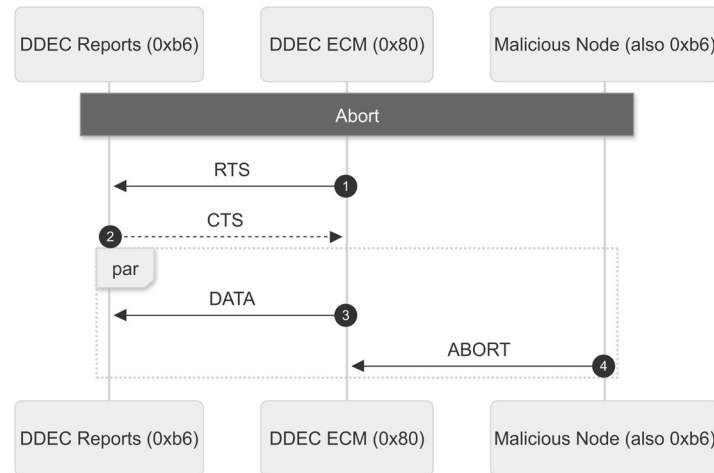 DDEC Reports (0xb6)
DDEC ECM (0x80)
Malicious Node (also 0xb6)
Abort
RTS
1
CTS
2
par
DATA
3
ABORT
4
DDEC Reports (0xb6)
DDEC ECM (0x80)
Malicious Node (also 0xb6)